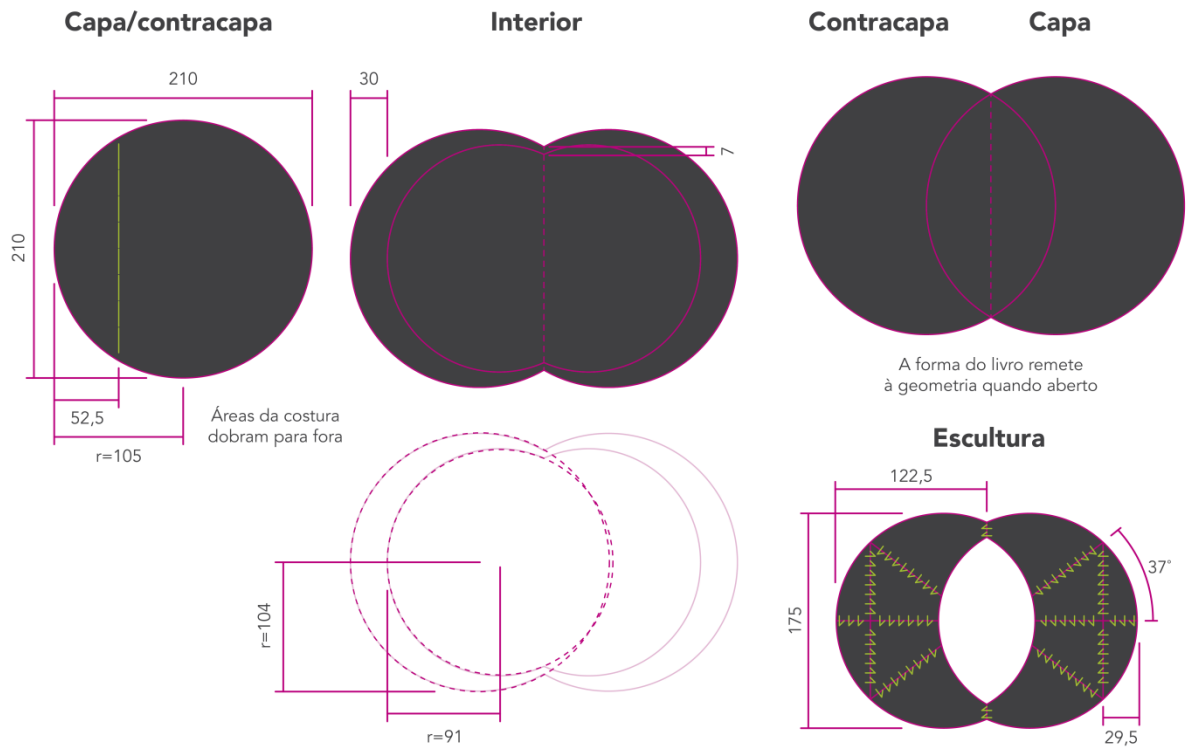 Capa/contracapa
210
210
52,5
r=105
Áreas da costura
dobram para fora
Interior
30
7
r=104
r=91
Contracapa
Capa
A forma do livro remete
à geometria quando aberto
Escultura
122,5
175
37°
29,5